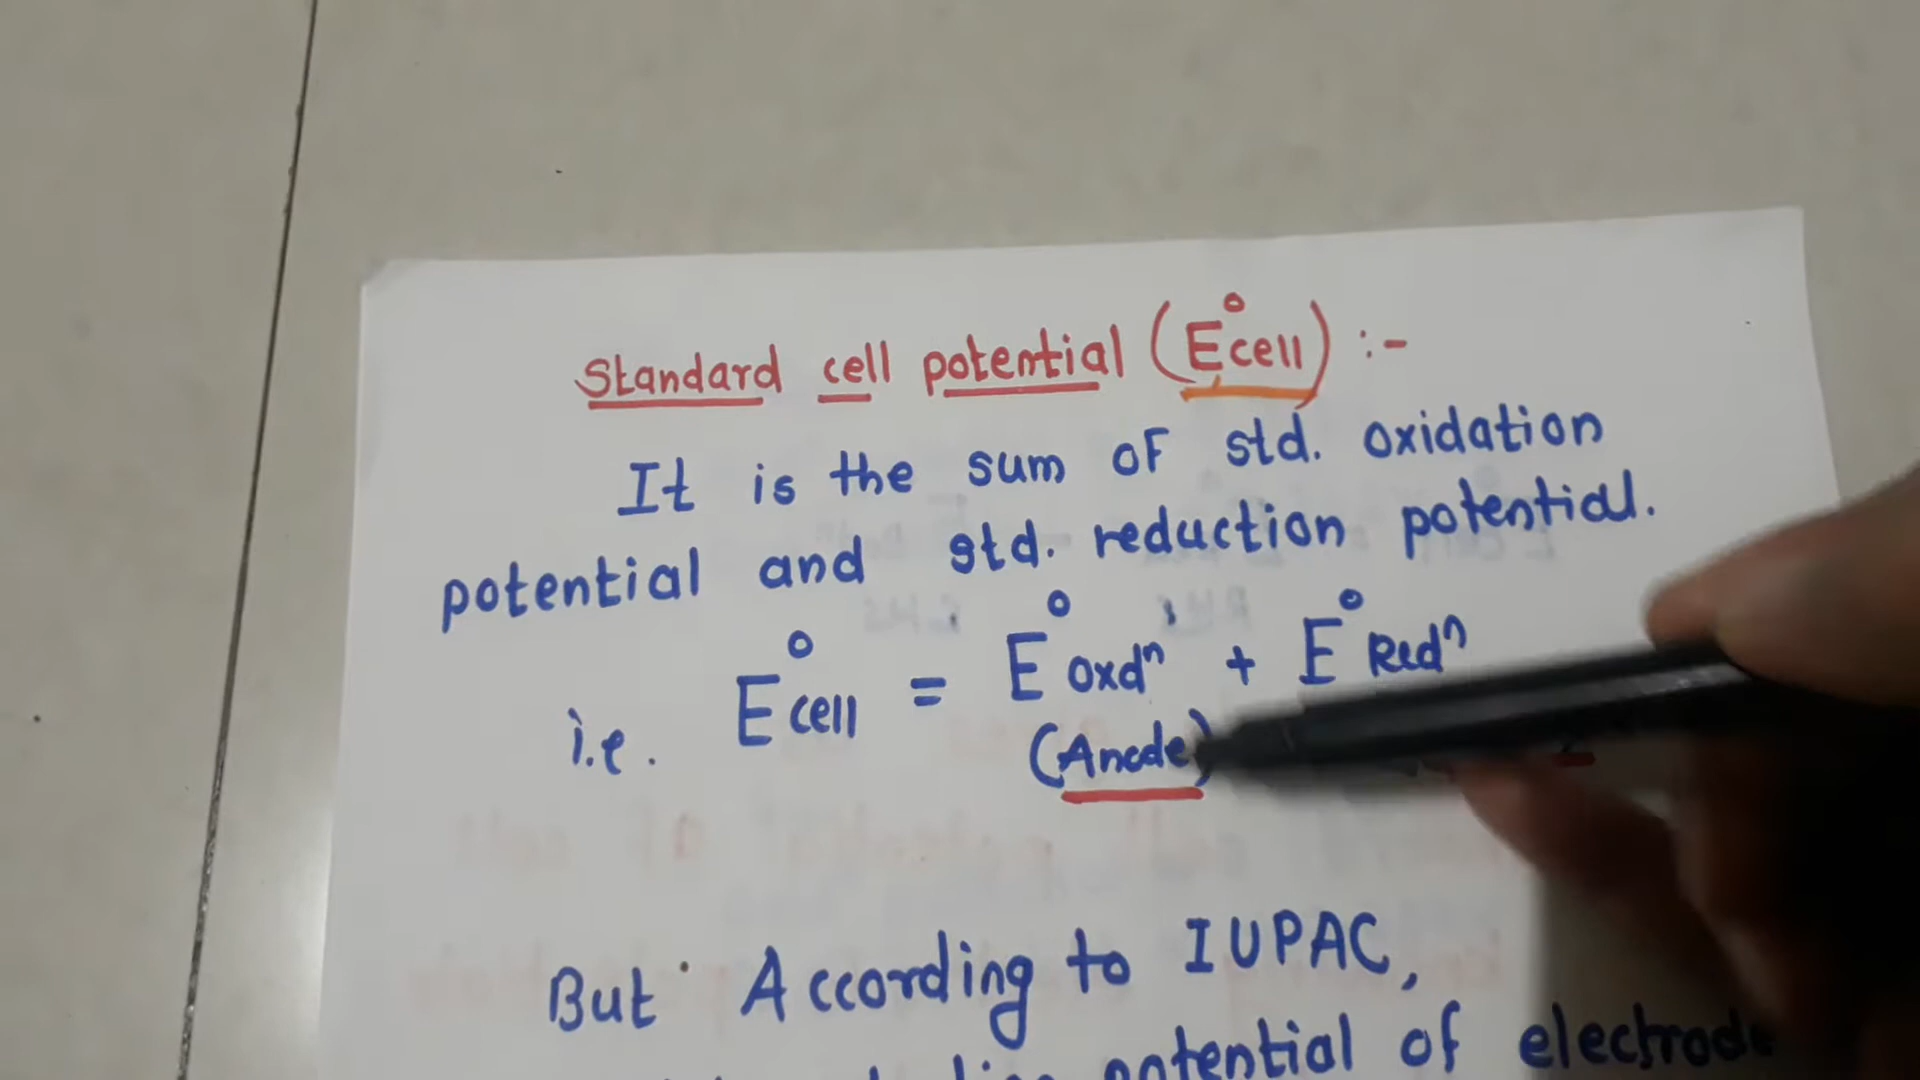 Standard cell potential (E°cell) :-
It is the sum of std. oxidation
potential and std. reduction potential.
i.e. E°cell = E°oxdⁿ + E°Redⁿ
(Anode)
But According to IUPAC,
potential of electrode